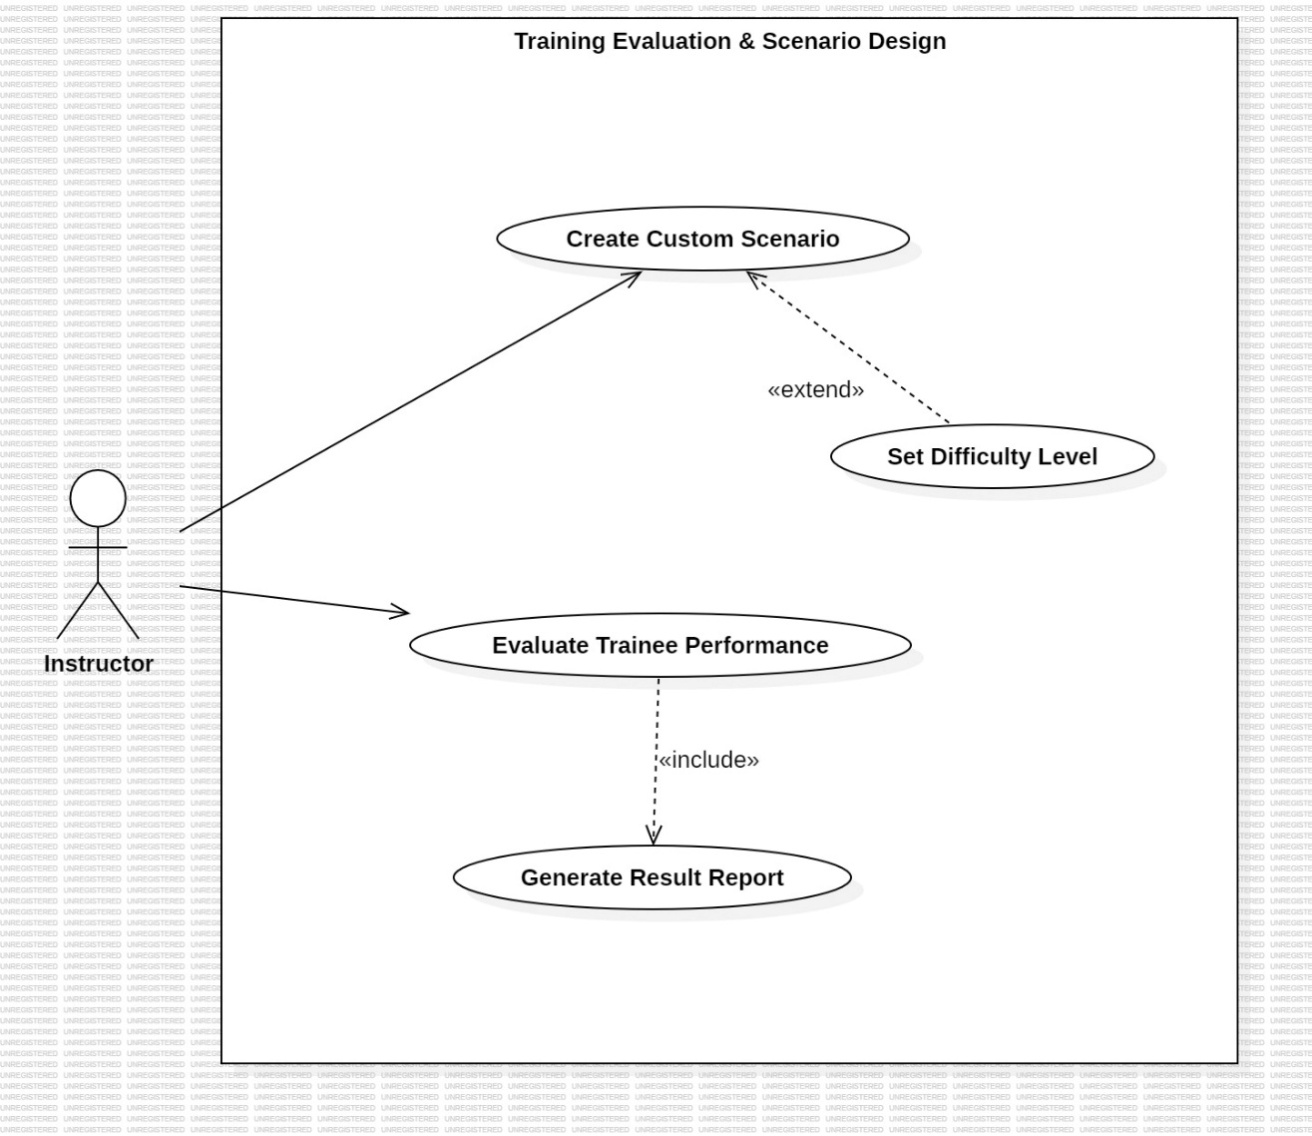 Training Evaluation & Scenario Design
Create Custom Scenario
«extend»
Set Difficulty Level
Instructor
Evaluate Trainee Performance
«include»
Generate Result Report
UNREGISTERED